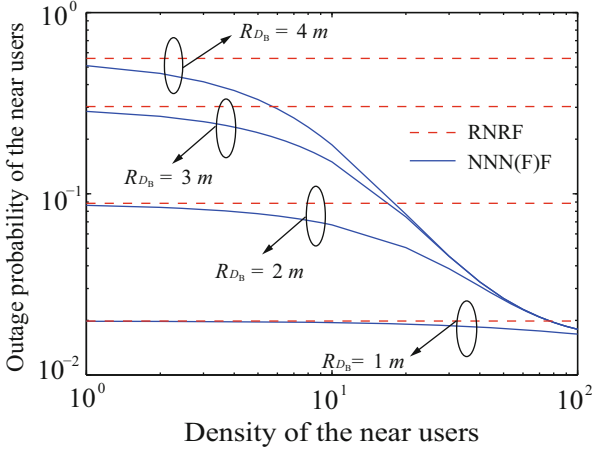 10^0
R_{D_B} = 4 m
RNRF
NNN(F)F
R_{D_B} = 3 m
10^{-1}
R_{D_B} = 2 m
R_{D_B} = 1 m
10^{-2}
10^0
10^1
10^2
Density of the near users
Outage probability of the near users